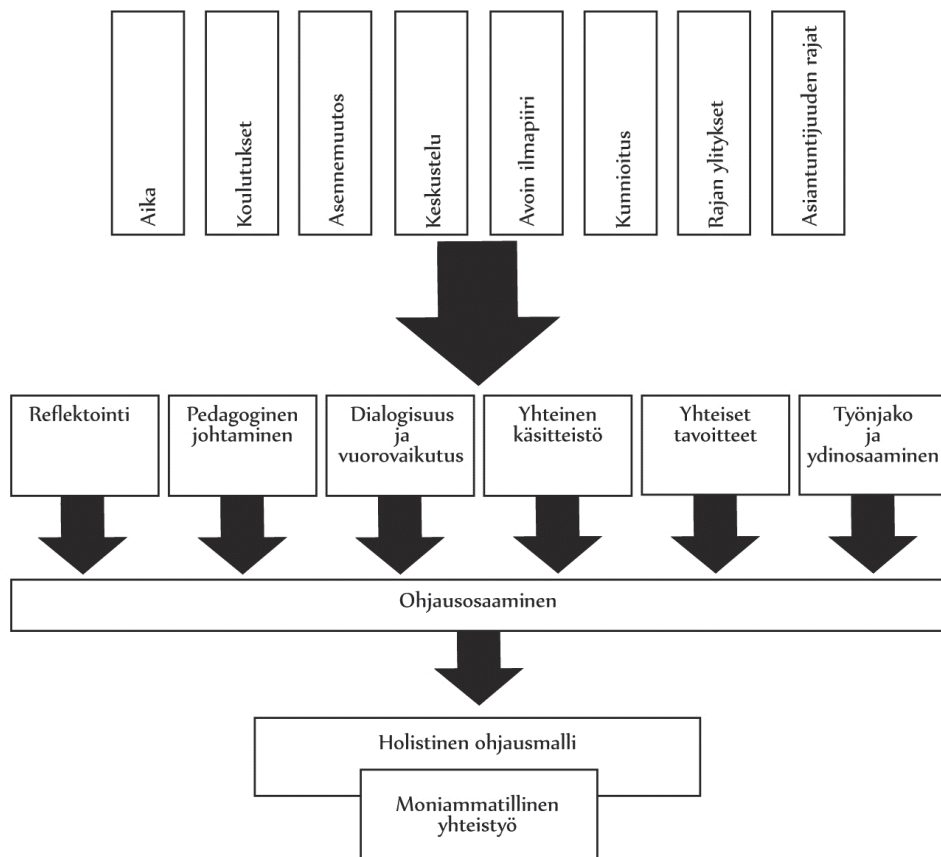 Aika
Koulutukset
Asennemuutos
Keskustelu
Avoin ilmapiiri
Kunnioitus
Rajan ylitykset
Asiantuntijuuden rajat
Reflektointi
Pedagoginen
johtaminen
Dialogisuus
ja
vuorovaikutus
Yhteinen
käsitteistö
Yhteiset
tavoitteet
Työnjako
ja
ydinosaaminen
Ohjausosaaminen
Holistinen ohjausmalli
Moniammatillinen
yhteistyö